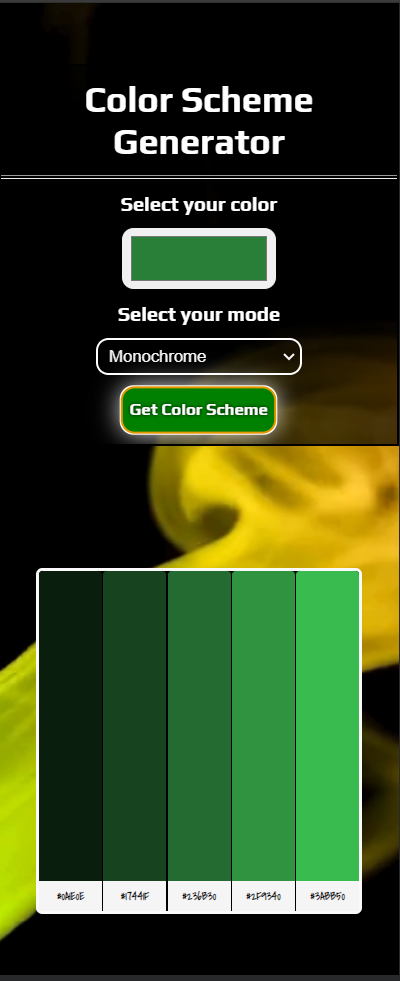 Color Scheme
Generator
Select your color
Select your mode
Monochrome
Get Color Scheme
#0A1E0E #17441F #236B30 #2F9340 #3ABB50